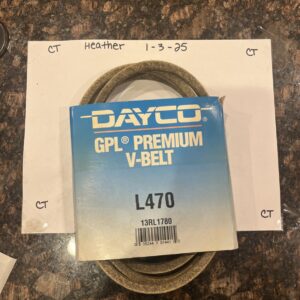 CT Heather 1-3-25 CT
DAYCO
GPL® PREMIUM
V-BELT
L470
13RL1780
CT CT